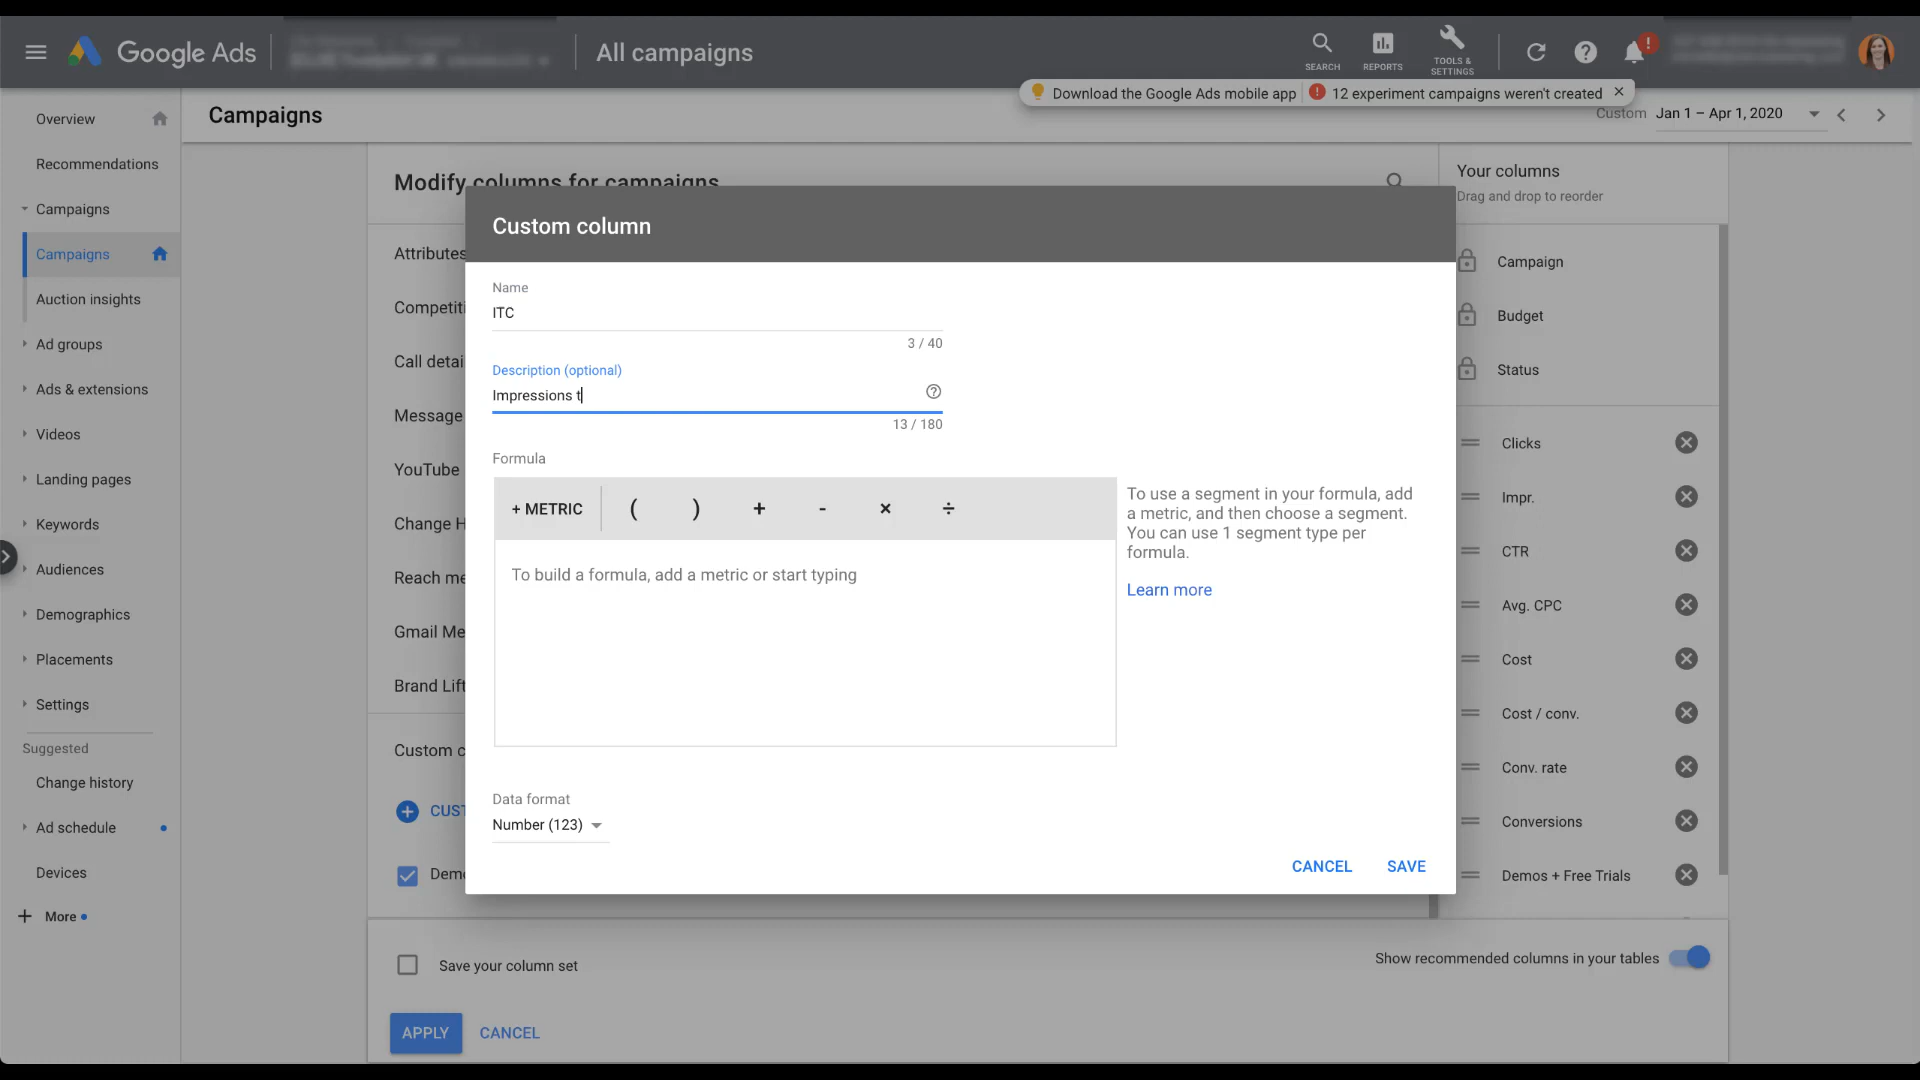 Google Ads
All campaigns
SEARCH
REPORTS
TOOLS &
SETTINGS
!
Download the Google Ads mobile app
12 experiment campaigns weren't created
Overview
Recommendations
Campaigns
Campaigns
Auction insights
Ad groups
Ads & extensions
Videos
Landing pages
Keywords
Audiences
Demographics
Placements
Settings
Suggested
Change history
Ad schedule
Devices
More
Campaigns
Custom
Jan 1 – Apr 1, 2020
Modify columns for campaigns
Attributes
Competiti
Call detai
Message
YouTube
Change H
Reach me
Gmail Me
Brand Lift
Custom c
CUST
Demo
Custom column
Name
ITC
3 / 40
Description (optional)
Impressions t
13 / 180
Formula
+ METRIC ( ) + - × ÷
To build a formula, add a metric or start typing
To use a segment in your formula, add
a metric, and then choose a segment.
You can use 1 segment type per
formula.
Learn more
Data format
Number (123)
CANCEL
SAVE
Your columns
Drag and drop to reorder
Campaign
Budget
Status
Clicks
Impr.
CTR
Avg. CPC
Cost
Cost / conv.
Conv. rate
Conversions
Demos + Free Trials
Save your column set
Show recommended columns in your tables
APPLY
CANCEL